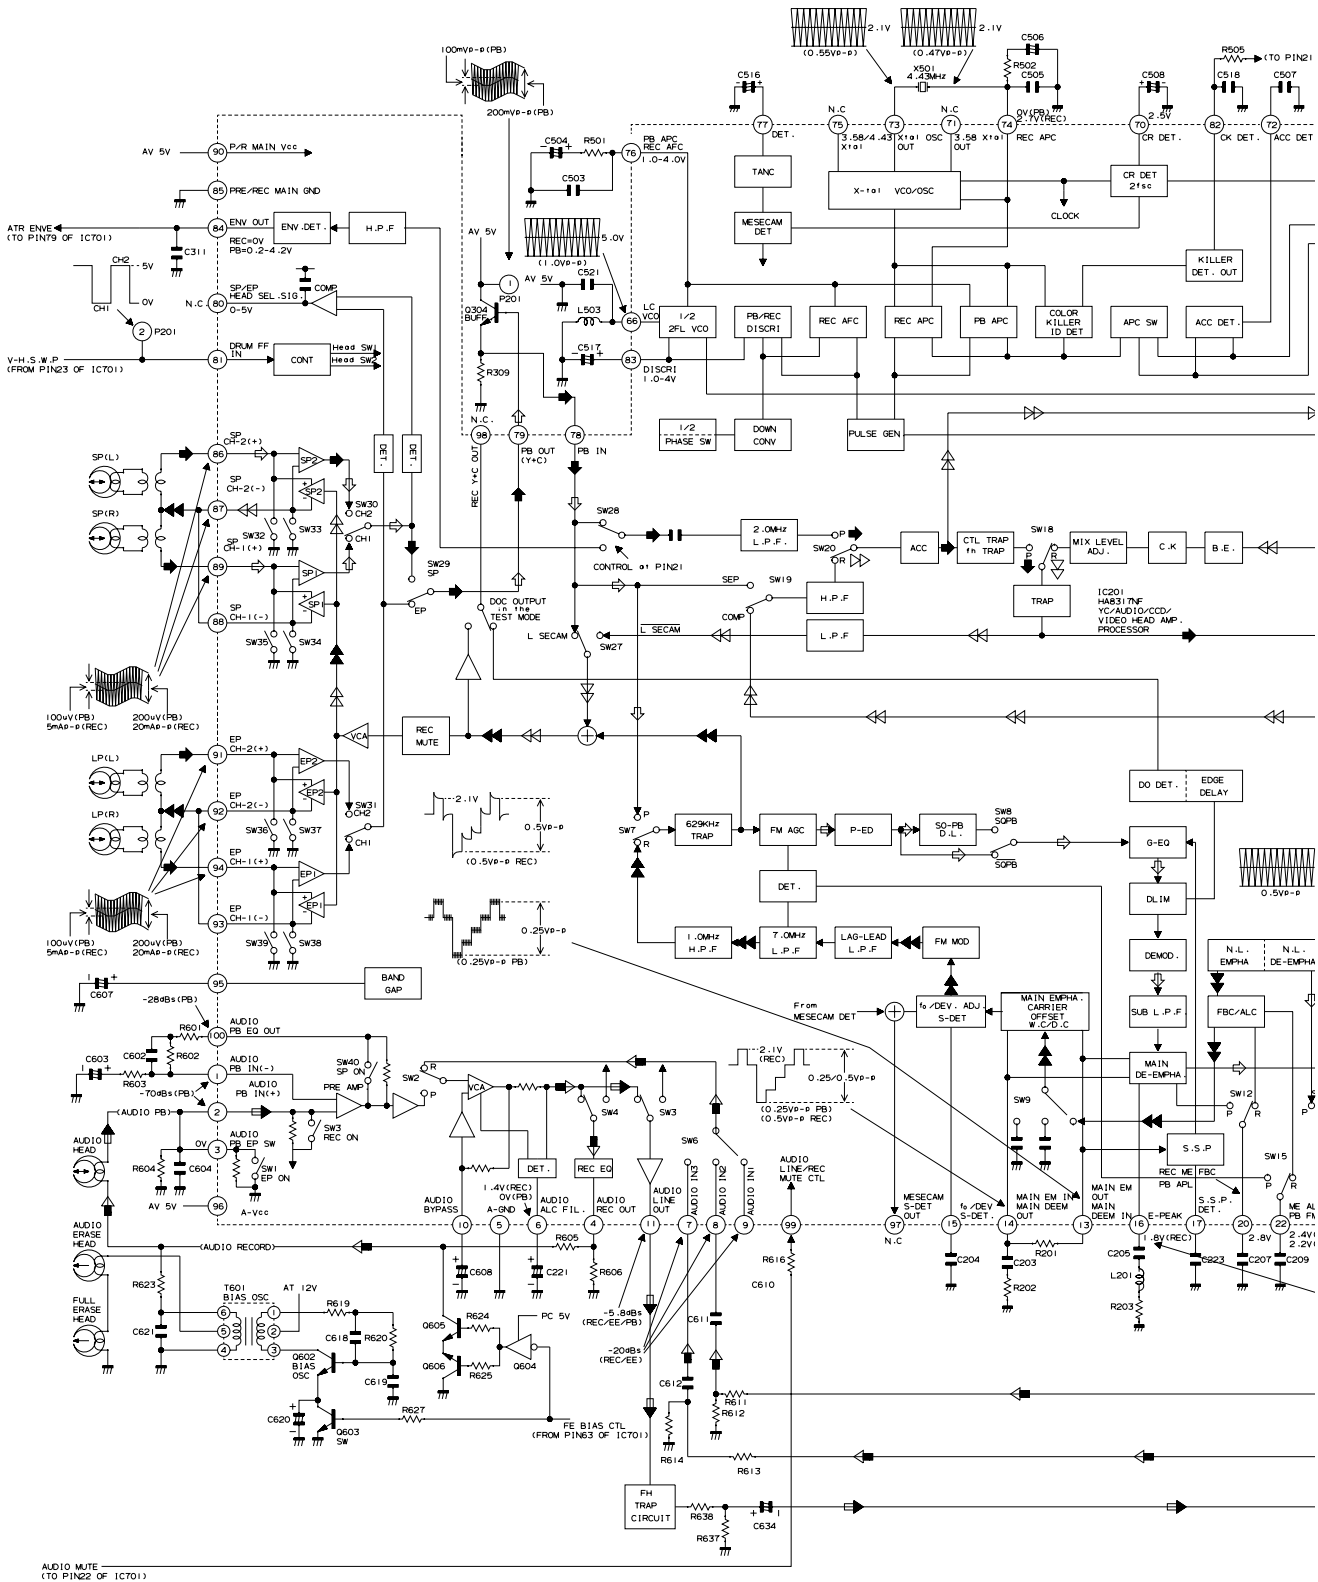 2.1V
(0.55Vp-p)
2.1V
(0.47Vp-p)
C506
R502
C505
X501
4.43MHz
R505
(TO PIN21
C516
C508
C518
C507
100mVp-p(PB)
200mVp-p(PB)
77 DET.
N.C
75
3.58/4.43 Xtal OSC
Xtal
73
OUT
N.C
71
3.58 Xtal
OUT
0V(PB)
2.7V(REC)
74
REC APC
2.5V
70
CR DET.
82
CK DET.
72
ACC DET
AV 5V
90
P/R MAIN Vcc
85
PRE/REC MAIN GND
84
ENV OUT
REC=0V
PB=0.2-4.2V
ENV.DET.
H.P.F
ATR ENVE
(TO PIN79 OF IC701)
C311
C504
R501
C503
76
PB APC
REC AFC
1.0-4.0V
TANC
MESECAM
DET
X-tal VCO/OSC
CR DET
2fsc
CLOCK
KILLER
DET. OUT
CH2
5V
0V
CH1
2
P201
N.C.
80
SP/EP
HEAD SEL.SIG.
0-5V
COMP
V-H.S.W.P
(FROM PIN23 OF IC701)
81
DRUM FF
IN
CONT
Head SW1
Head SW2
AV 5V
1
P201
AV 5V
Q304
BUFF
R309
5.0V
(1.0Vp-p)
C521
L503
C517
66
LC
VCO
83
DISCRI
1.0-4V
1/2
2FL VCO
PB/REC
DISCRI
REC AFC
REC APC
PB APC
COLOR
KILLER
ID DET
APC SW
ACC DET.
1/2
PHASE SW
DOWN
CONV
PULSE GEN
N.C.
98
79
78
REC Y+C OUT
PB OUT
(Y+C)
PB IN
DET.
DET.
SP(L)
SP(R)
86
SP
CH-2(+)
87
SP
CH-2(-)
89
SP
CH-1(+)
88
SP
CH-1(-)
SP2
SP2
SP1
SP1
SW32
SW33
SW35
SW34
SW30
CH2
CH1
SW29
SP
EP
SW28
CONTROL at PIN21
2.0MHz
L.P.F.
P
SW20
R
ACC
CTL TRAP
fh TRAP
SW18
P
R
MIX LEVEL
ADJ.
C.K
B.E.
TRAP
IC201
HA8317NF
YC/AUDIO/CCD/
VIDEO HEAD AMP.
PROCESSOR
DOC OUTPUT
in the
TEST MODE
SEP
SW19
COMP
H.P.F
L.P.F
L SECAM
L SECAM
SW27
100uV(PB)
5mAp-p(REC)
200uV(PB)
20mAp-p(REC)
VCA
REC
MUTE
LP(L)
LP(R)
91
EP
CH-2(+)
92
EP
CH-2(-)
94
EP
CH-1(+)
93
EP
CH-1(-)
EP2
EP2
EP1
EP1
SW36
SW37
SW39
SW38
SW31
CH2
CH1
100uV(PB)
5mAp-p(REC)
200uV(PB)
20mAp-p(REC)
2.1V
0.5Vp-p
(0.5Vp-p REC)
0.25Vp-p
(0.25Vp-p PB)
SW7
P
R
629KHz
TRAP
FM AGC
P-ED
SQ-PB
D.L.
SW8
SQPB
SQPB
DO DET.
EDGE
DELAY
G-EQ
DLIM
DET.
DEMOD.
1.0MHz
H.P.F
7.0MHz
L.P.F
LAG-LEAD
L.P.F
FM MOD
0.5Vp-p
N.L.
EMPHA
N.L.
DE-EMPHA
SUB L.P.F.
FBC/ALC
From
MESECAM DET
fo/DEV. ADJ.
S-DET
MAIN EMPHA.
CARRIER
OFFSET
W.C/D.C
MAIN
DE-EMPHA.
C607
95
BAND
GAP
-28dBs(PB)
100
AUDIO
PB EQ OUT
R601
C603
C602
R602
R603
1
AUDIO
PB IN(-)
-70dBs(PB)
AUDIO
PB IN(+)
(AUDIO PB)
2
0V
3
AUDIO
PB EP SW
SW1
EP ON
SW3
REC ON
SW40
SP ON
PRE AMP
SW2
R
P
VCA
DET.
SW4
REC EQ
SW3
SW6
2.1V
(REC)
0.25/0.5Vp-p
(0.25Vp-p PB)
(0.5Vp-p REC)
SW9
SW12
P
R
P
S.S.P
SW15
P
R
REC ME FBC
PB APL
AUDIO
HEAD
R604
C604
AV 5V
96
A-Vcc
AUDIO
BYPASS
10
5
A-GND
1.4V(REC)
0V(PB)
6
AUDIO
ALC FIL.
4
AUDIO
REC OUT
11
AUDIO
LINE
OUT
7
AUDIO IN3
8
AUDIO IN2
9
AUDIO IN1
AUDIO
LINE/REC
MUTE CTL
99
97
N.C
MESECAM
S-DET
OUT
15
fo/DEV
S-DET.
14
MAIN EM IN
MAIN DEEM
OUT
13
MAIN EM
OUT
MAIN
DEEM IN
16
E-PEAK
1.8V(REC)
17
S.S.P.
DET.
20
2.8V
22
ME AL
PB FM
2.4V(
2.2V(
AUDIO
ERASE
HEAD
(AUDIO RECORD)
FULL
ERASE
HEAD
R623
C621
T601
BIAS OSC
AT 12V
6
5
4
1
2
3
R619
C618
R620
Q602
BIAS
OSC
C619
C620
Q603
SW
R627
C608
C221
R605
R606
Q605
R624
PC 5V
Q606
R625
Q604
-5.8dBs
(REC/EE/PB)
-20dBs
(REC/EE)
R616
C610
C611
C612
R611
R612
R614
R613
FE BIAS CTL
(FROM PIN63 OF IC701)
C204
C203
R201
R202
C205
L201
R203
C223
C207
C209
FH
TRAP
CIRCUIT
R638
R637
C634
AUDIO MUTE
(TO PIN22 OF IC701)